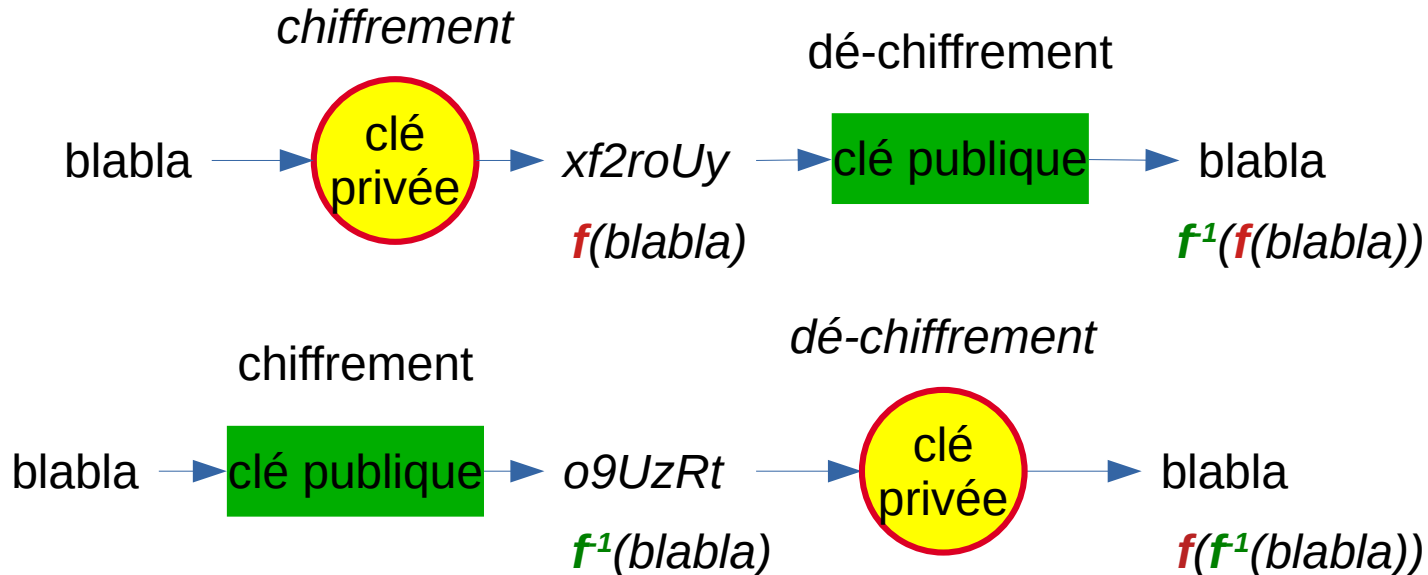 chiffrement
dé-chiffrement
blabla
clé
privée
xf2roUy
clé publique
blabla
f(blabla)
f-1(f(blabla))
chiffrement
dé-chiffrement
blabla
clé publique
o9UzRt
clé
privée
blabla
f-1(blabla)
f(f-1(blabla))